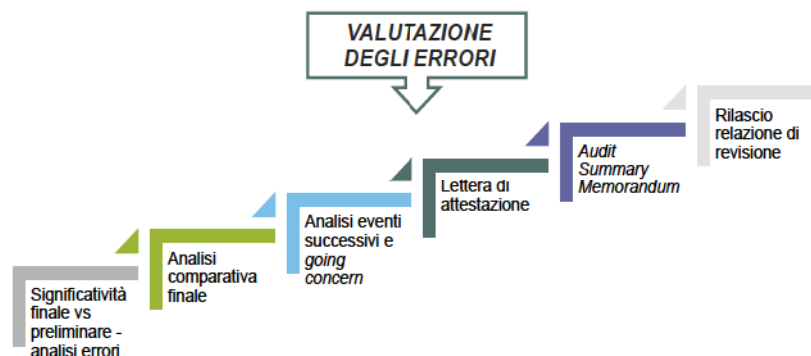 VALUTAZIONE
DEGLI ERRORI
Significatività
finale vs
preliminare -
analisi errori
Analisi
comparativa
finale
Analisi eventi
successivi e
going
concern
Lettera di
attestazione
Audit
Summary
Memorandum
Rilascio
relazione di
revisione